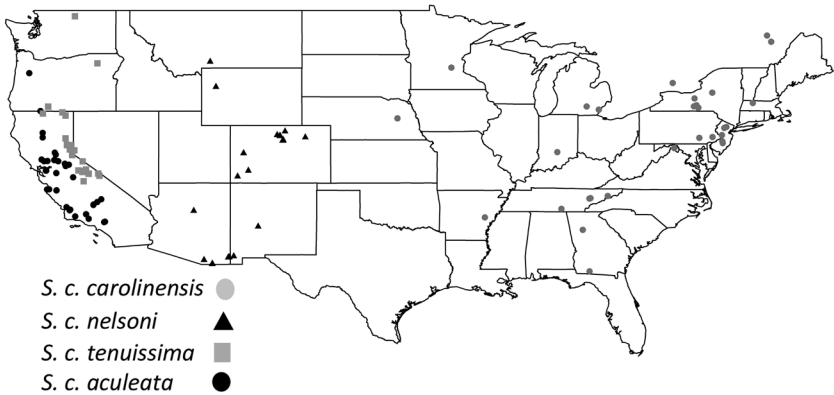 S. c. carolinensis
S. c. nelsoni
S. c. tenuissima
S. c. aculeata